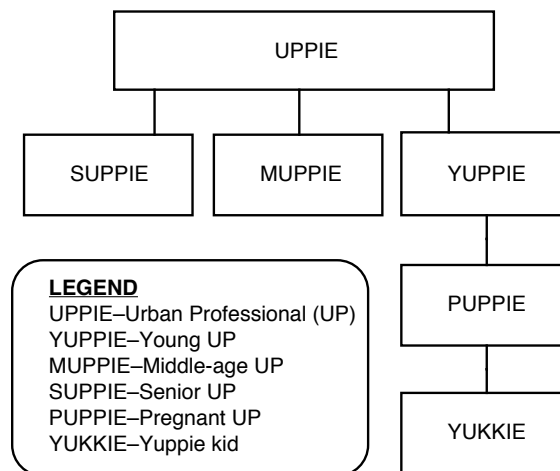 UPPIE
SUPPIE MUPPIE YUPPIE
PUPPIE
YUKKIE
LEGEND
UPPIE–Urban Professional (UP)
YUPPIE–Young UP
MUPPIE–Middle-age UP
SUPPIE–Senior UP
PUPPIE–Pregnant UP
YUKKIE–Yuppie kid